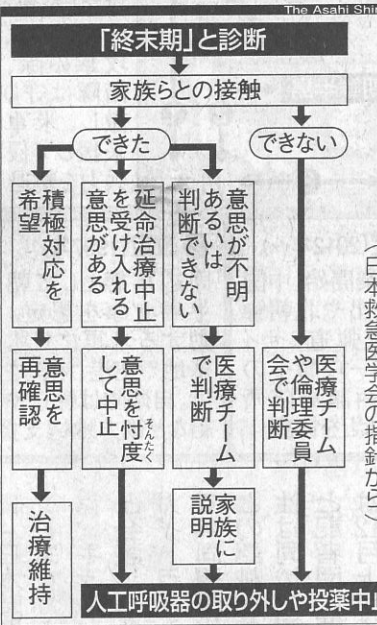 The Asahi Shi
「終末期」と診断
家族らとの接触
できた
できない
積極対応を
希望
延命治療中止
を受け入れる
意思がある
意思が不明
あるいは
判断できない
意思を
再確認
意思を忖度
そんたく
して中止
医療チーム
で判断
医療チーム
や倫理委員
会で判断
治療維持
家族に
説明
人工呼吸器の取り外しや投薬中止
（日本救急医学会の指針から）